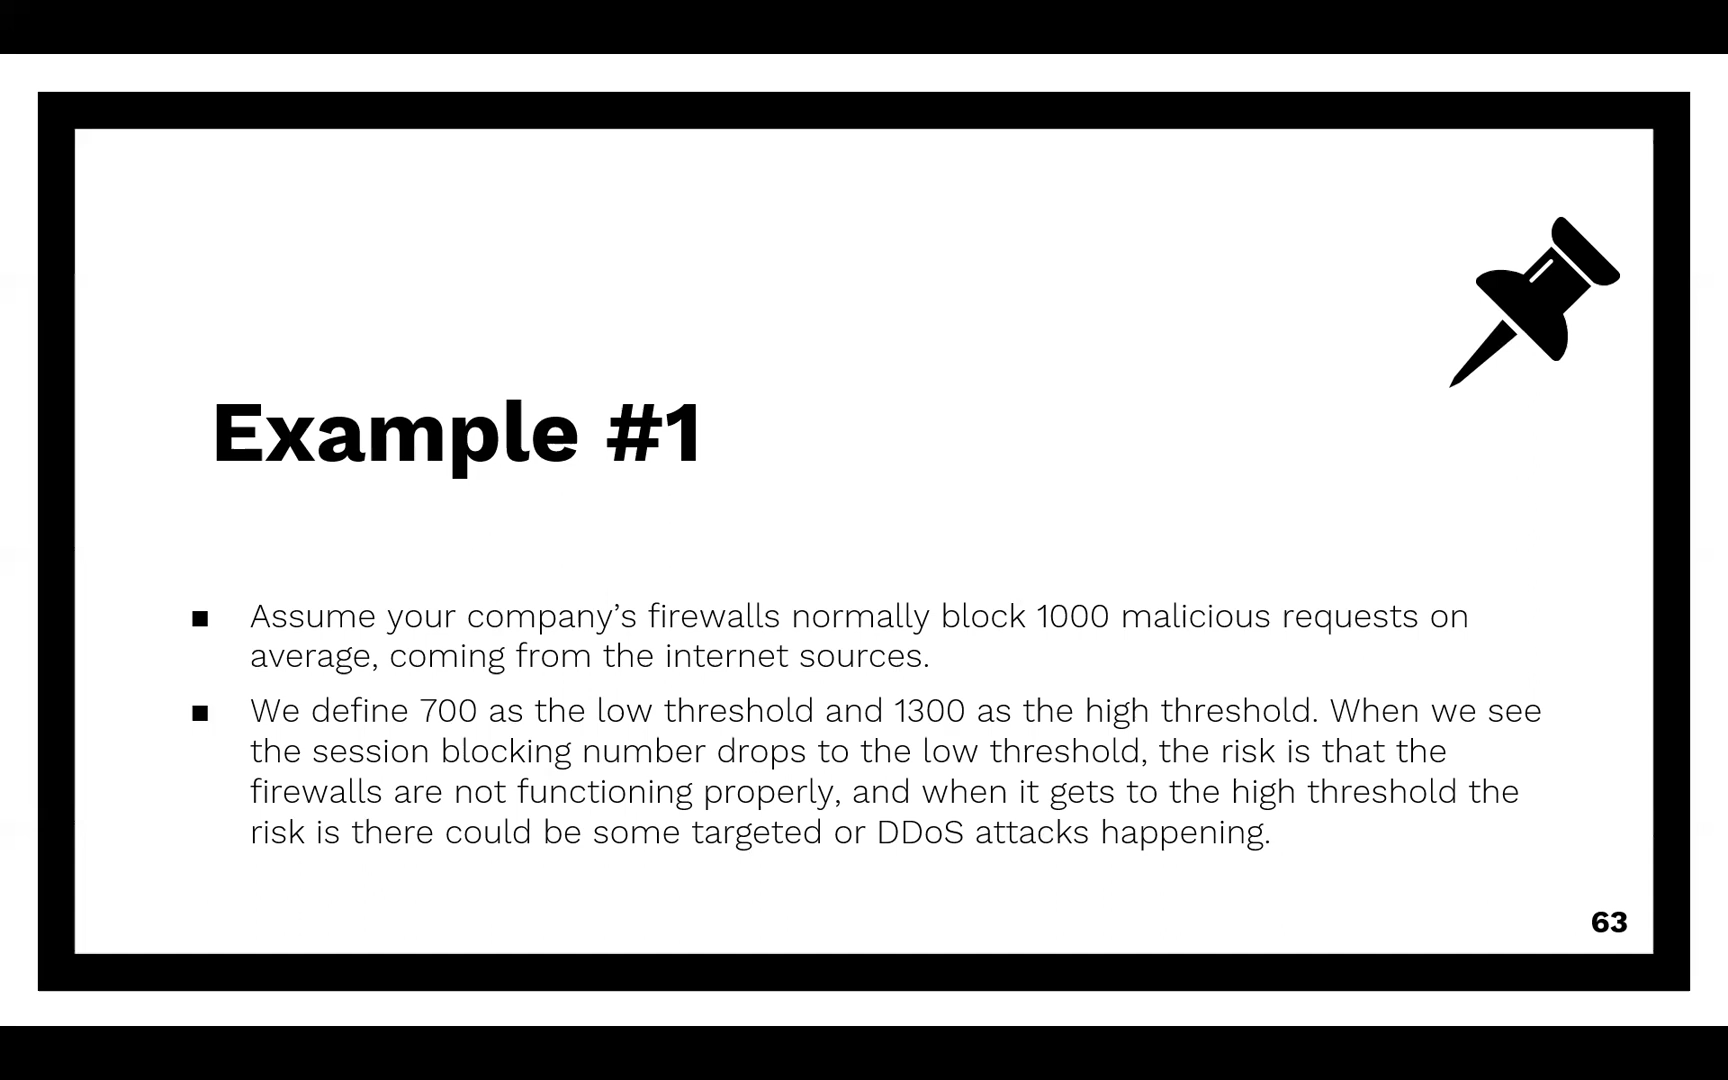 Example #1
▪ Assume your company’s firewalls normally block 1000 malicious requests on
average, coming from the internet sources.
▪ We define 700 as the low threshold and 1300 as the high threshold. When we see
the session blocking number drops to the low threshold, the risk is that the
firewalls are not functioning properly, and when it gets to the high threshold the
risk is there could be some targeted or DDoS attacks happening.
63